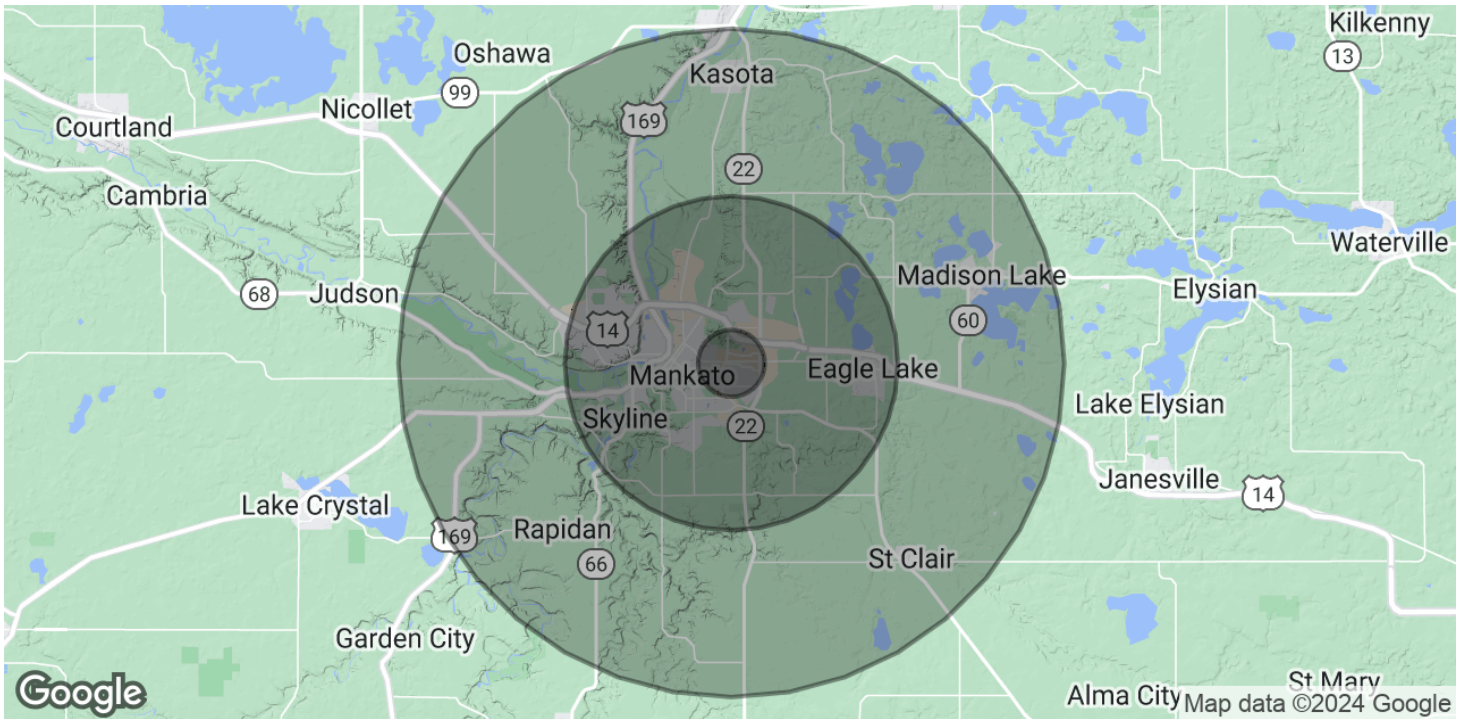 Kilkenny
13
Oshawa
Kasota
99
Nicollet
169
Courtland
22
Cambria
Waterville
Madison Lake
Elysian
68
Judson
60
14
Eagle Lake
Mankato
Lake Elysian
Skyline
22
Janesville
14
Lake Crystal
Rapidan
169
66
St Clair
Garden City
St Mary
Alma City
Google
Map data ©2024 Google